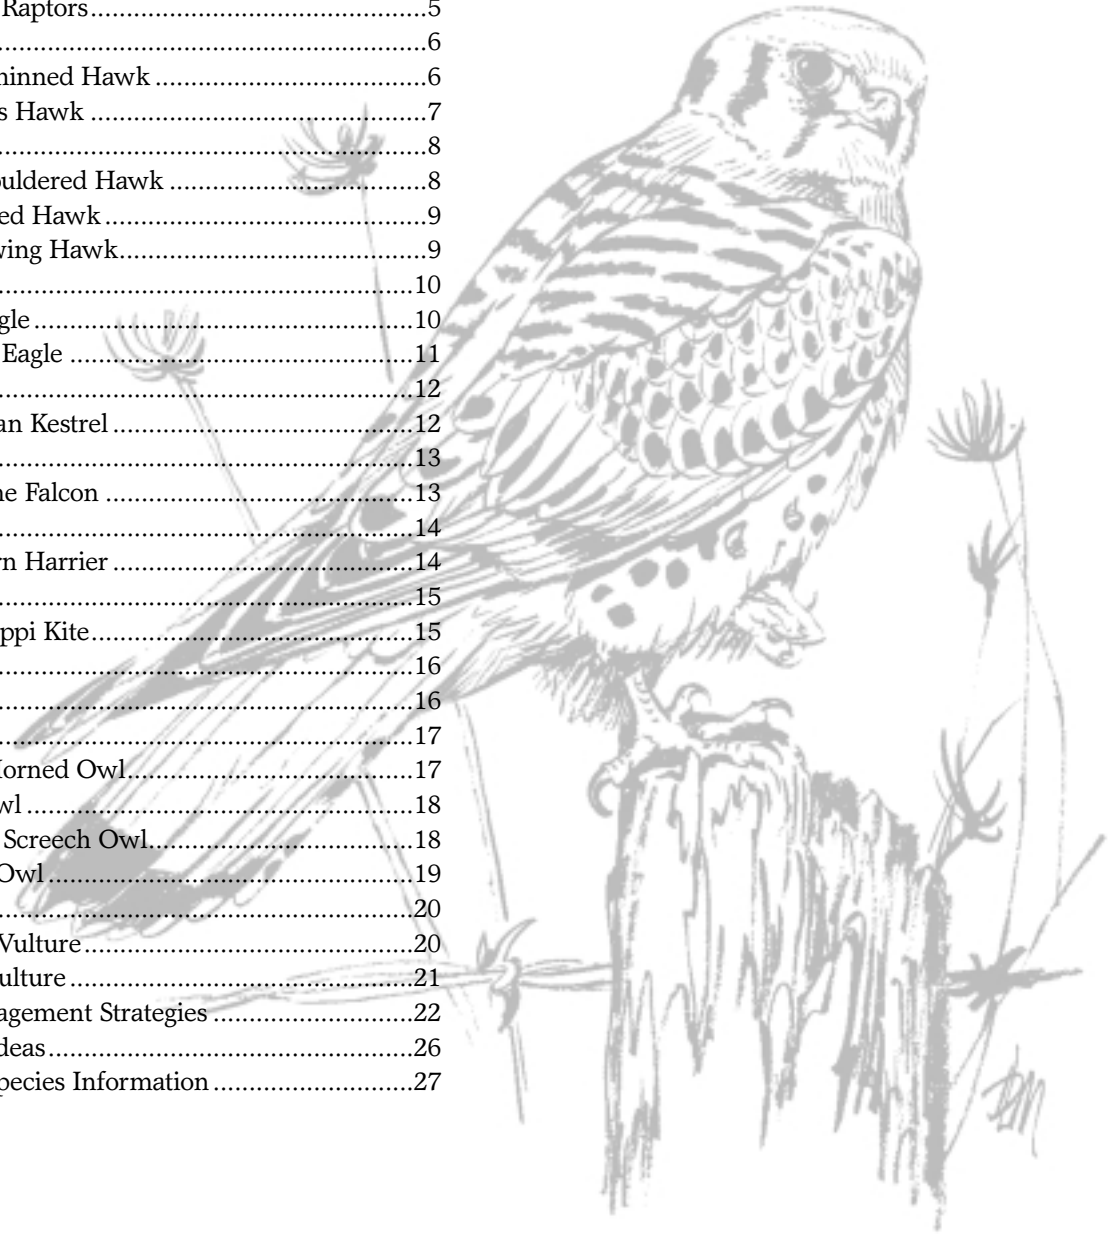 Raptors..................................................5
..............................................................6
hinned Hawk ........................................6
s Hawk ..................................................7
..............................................................8
ouldered Hawk ......................................8
ed Hawk ................................................9
wing Hawk..............................................9
..............................................................10
gle..........................................................10
Eagle ....................................................11
..............................................................12
an Kestrel ..............................................12
..............................................................13
ne Falcon ..............................................13
..............................................................14
rn Harrier ..............................................14
..............................................................15
ppi Kite..................................................15
..............................................................16
..............................................................16
..............................................................17
Horned Owl............................................17
wl ..........................................................18
Screech Owl..........................................18
Owl........................................................19
..............................................................20
Vulture..................................................20
ulture ....................................................21
agement Strategies ................................22
deas........................................................26
pecies Information ................................27